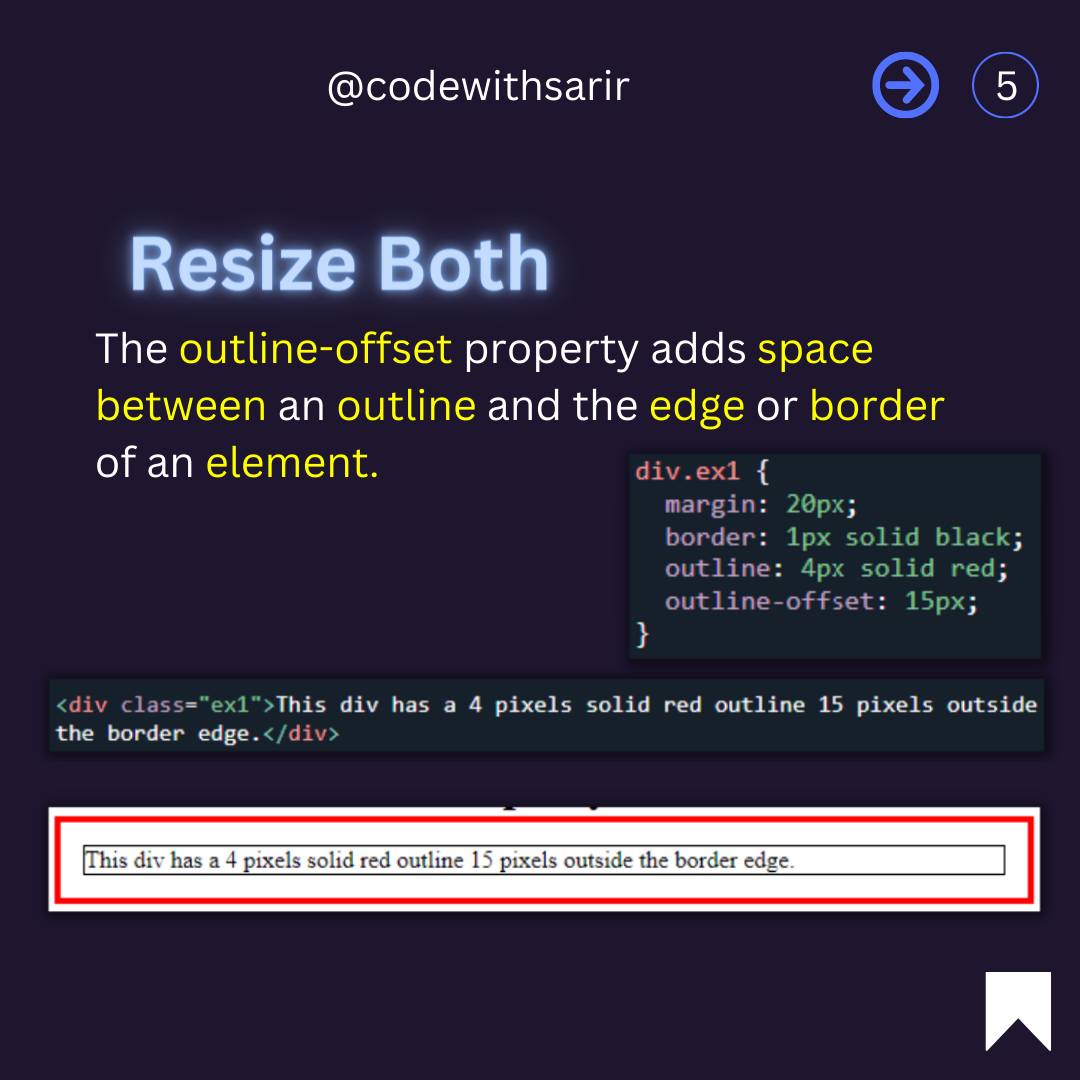 @codewithsarir
5
Resize Both
The outline-offset property adds space
between an outline and the edge or border
of an element.
div.ex1 {
  margin: 20px;
  border: 1px solid black;
  outline: 4px solid red;
  outline-offset: 15px;
}
<div class="ex1">This div has a 4 pixels solid red outline 15 pixels outside
the border edge.</div>
This div has a 4 pixels solid red outline 15 pixels outside the border edge.